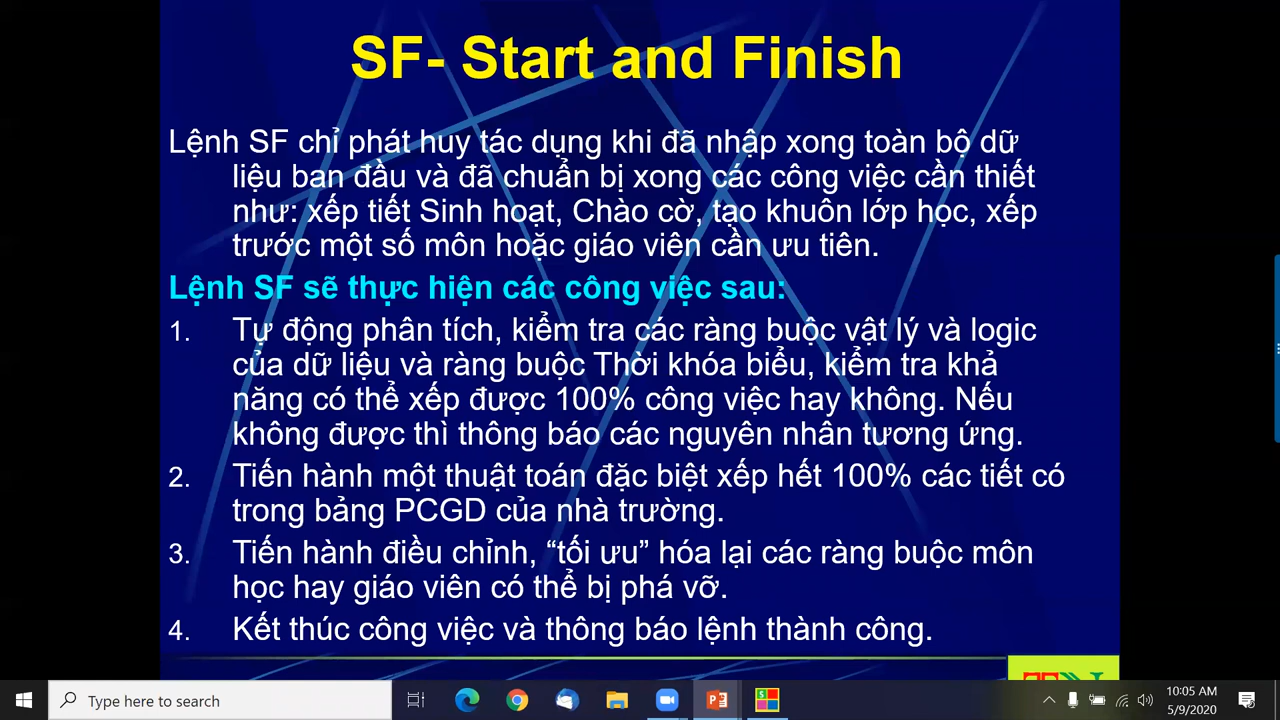 SF- Start and Finish
Lệnh SF chỉ phát huy tác dụng khi đã nhập xong toàn bộ dữ
liệu ban đầu và đã chuẩn bị xong các công việc cần thiết
như: xếp tiết Sinh hoạt, Chào cờ, tạo khuôn lớp học, xếp
trước một số môn hoặc giáo viên cần ưu tiên.
Lệnh SF sẽ thực hiện các công việc sau:
1. Tự động phân tích, kiểm tra các ràng buộc vật lý và logic
của dữ liệu và ràng buộc Thời khóa biểu, kiểm tra khả
năng có thể xếp được 100% công việc hay không. Nếu
không được thì thông báo các nguyên nhân tương ứng.
2. Tiến hành một thuật toán đặc biệt xếp hết 100% các tiết có
trong bảng PCGD của nhà trường.
3. Tiến hành điều chỉnh, “tối ưu” hóa lại các ràng buộc môn
học hay giáo viên có thể bị phá vỡ.
4. Kết thúc công việc và thông báo lệnh thành công.
Type here to search
10:05 AM
5/9/2020